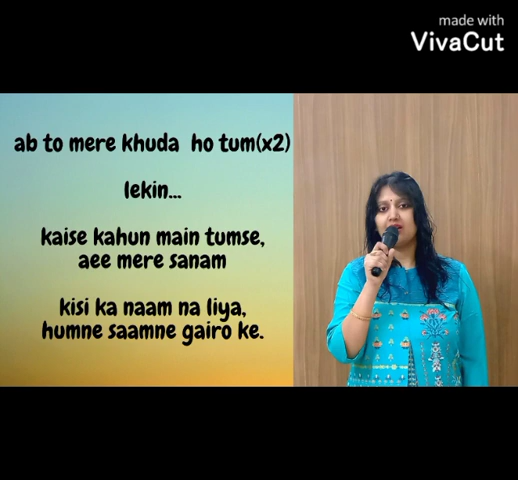 made with
VivaCut
ab to mere khuda ho tum(x2)
lekin...
kaise kahun main tumse,
aee mere sanam
kisi ka naam na liya,
humne saamne gairo ke.